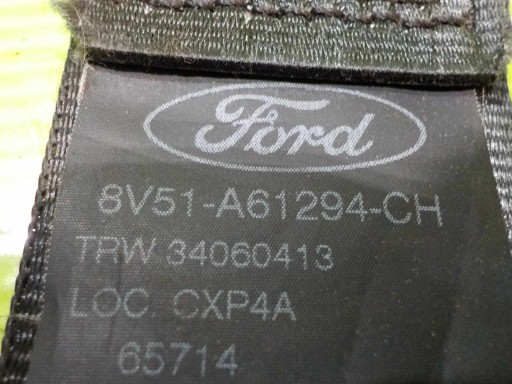 Ford
8V51-A61294-CH
TRW 34060413
LOC. CXP4A
65714